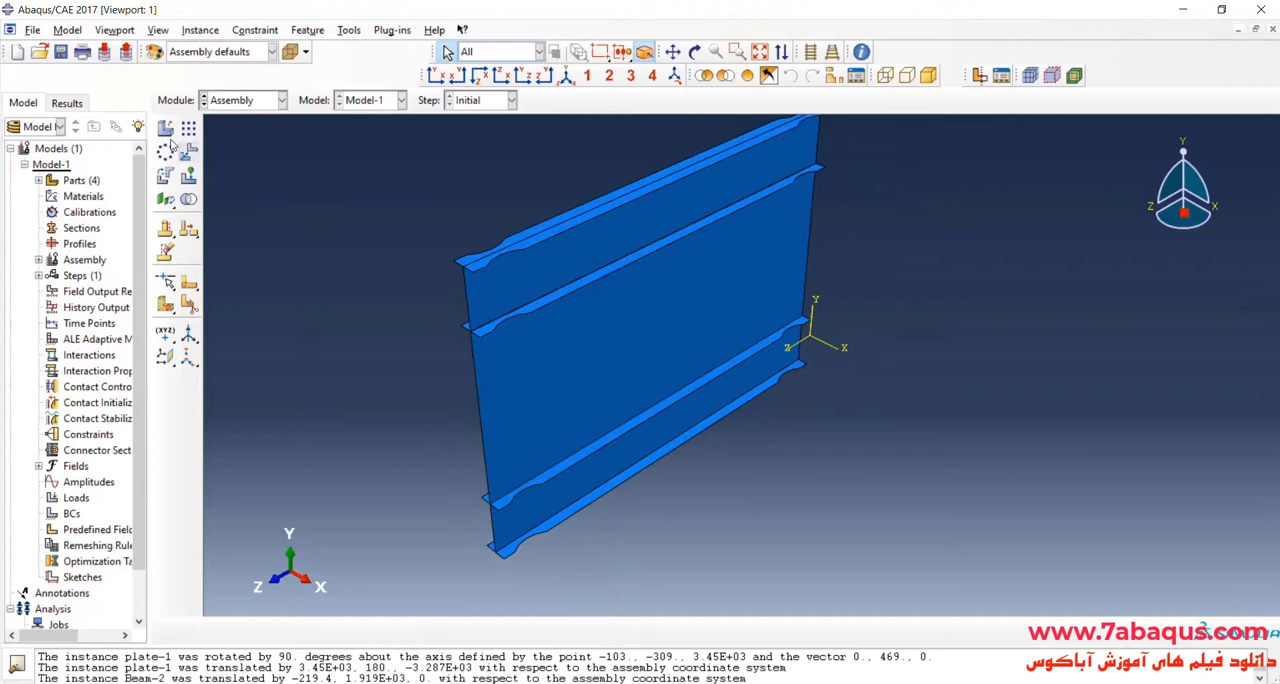 Abaqus/CAE 2017 [Viewport: 1]
File Model Viewport View Instance Constraint Feature Tools Plug-ins Help
Assembly defaults All
1 2 3 4
Model Results Module: Assembly Model: Model-1 Step: Initial
Model
Models (1)
Model-1
Parts (4)
Materials
Calibrations
Sections
Profiles
Assembly
Steps (1)
Field Output Re
History Output
Time Points
ALE Adaptive M
Interactions
Interaction Prop
Contact Contro
Contact Initializ
Contact Stabiliz
Constraints
Connector Sect
Fields
Amplitudes
Loads
BCs
Predefined Field
Remeshing Rule
Optimization Ta
Sketches
Annotations
Analysis
Jobs
(XYZ)
Y
Z X
Y
Z X
Y
Z X
www.7abaqus.com
دانلود فیلم های آموزش آباکوس
The instance plate-1 was rotated by 90. degrees about the axis defined by the point -103., -309., 3.45E+03 and the vector 0., 469., 0.
The instance plate-1 was translated by 3.45E+03, 180., -3.287E+03 with respect to the assembly coordinate system
The instance Beam-2 was translated by -219.4, 1.919E+03, 0. with respect to the assembly coordinate system